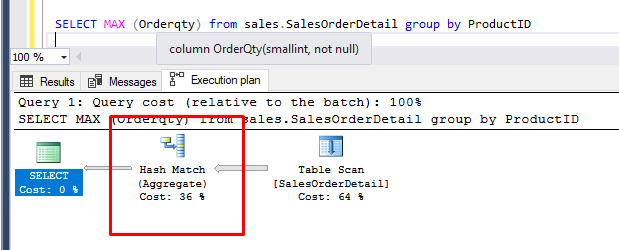 SELECT MAX (Orderqty) from sales.SalesOrderDetail group by ProductID
column OrderQty(smallint, not null)
100 %
Results Messages Execution plan
Query 1: Query cost (relative to the batch): 100%
SELECT MAX (Orderqty) from sales.SalesOrderDetail group by ProductID
SELECT
Cost: 0 %
Hash Match
(Aggregate)
Cost: 36 %
Table Scan
[SalesOrderDetail]
Cost: 64 %